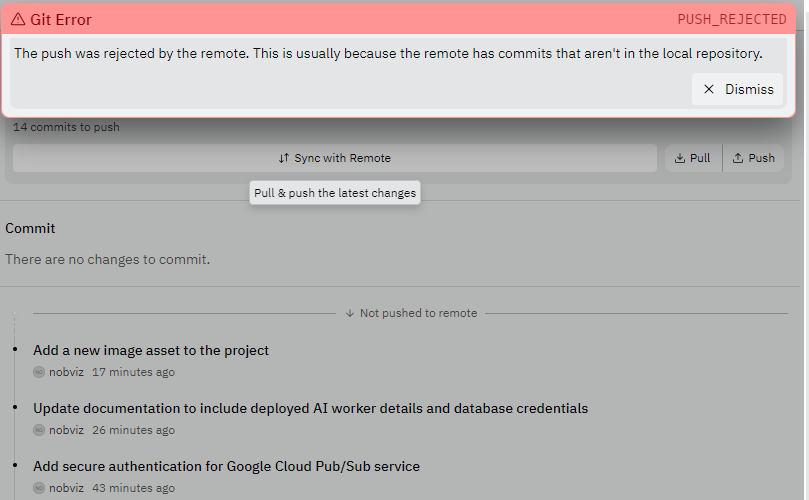 Git Error
PUSH_REJECTED
The push was rejected by the remote. This is usually because the remote has commits that aren't in the local repository.
Dismiss
14 commits to push
Sync with Remote
Pull
Push
Pull & push the latest changes
Commit
There are no changes to commit.
Not pushed to remote
Add a new image asset to the project
nobviz 17 minutes ago
Update documentation to include deployed AI worker details and database credentials
nobviz 26 minutes ago
Add secure authentication for Google Cloud Pub/Sub service
nobviz 43 minutes ago